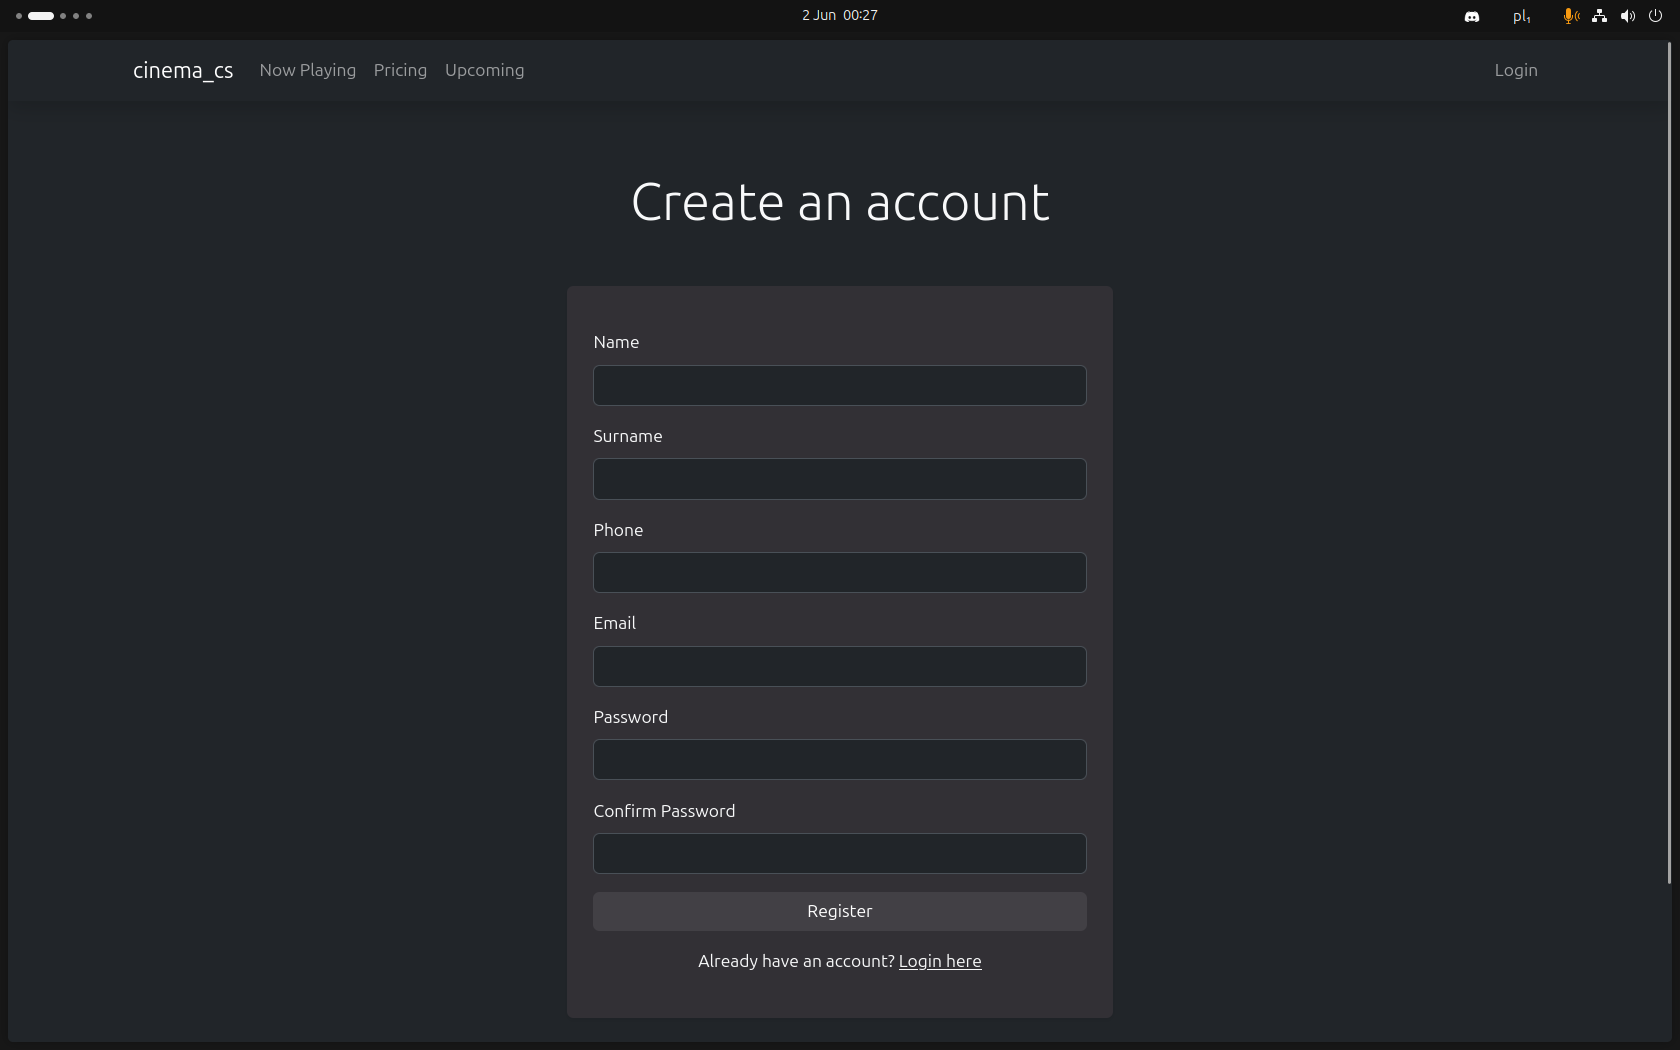 2 Jun 00:27
pl₁
cinema_cs Now Playing Pricing Upcoming Login
Create an account
Name
Surname
Phone
Email
Password
Confirm Password
Register
Already have an account? Login here